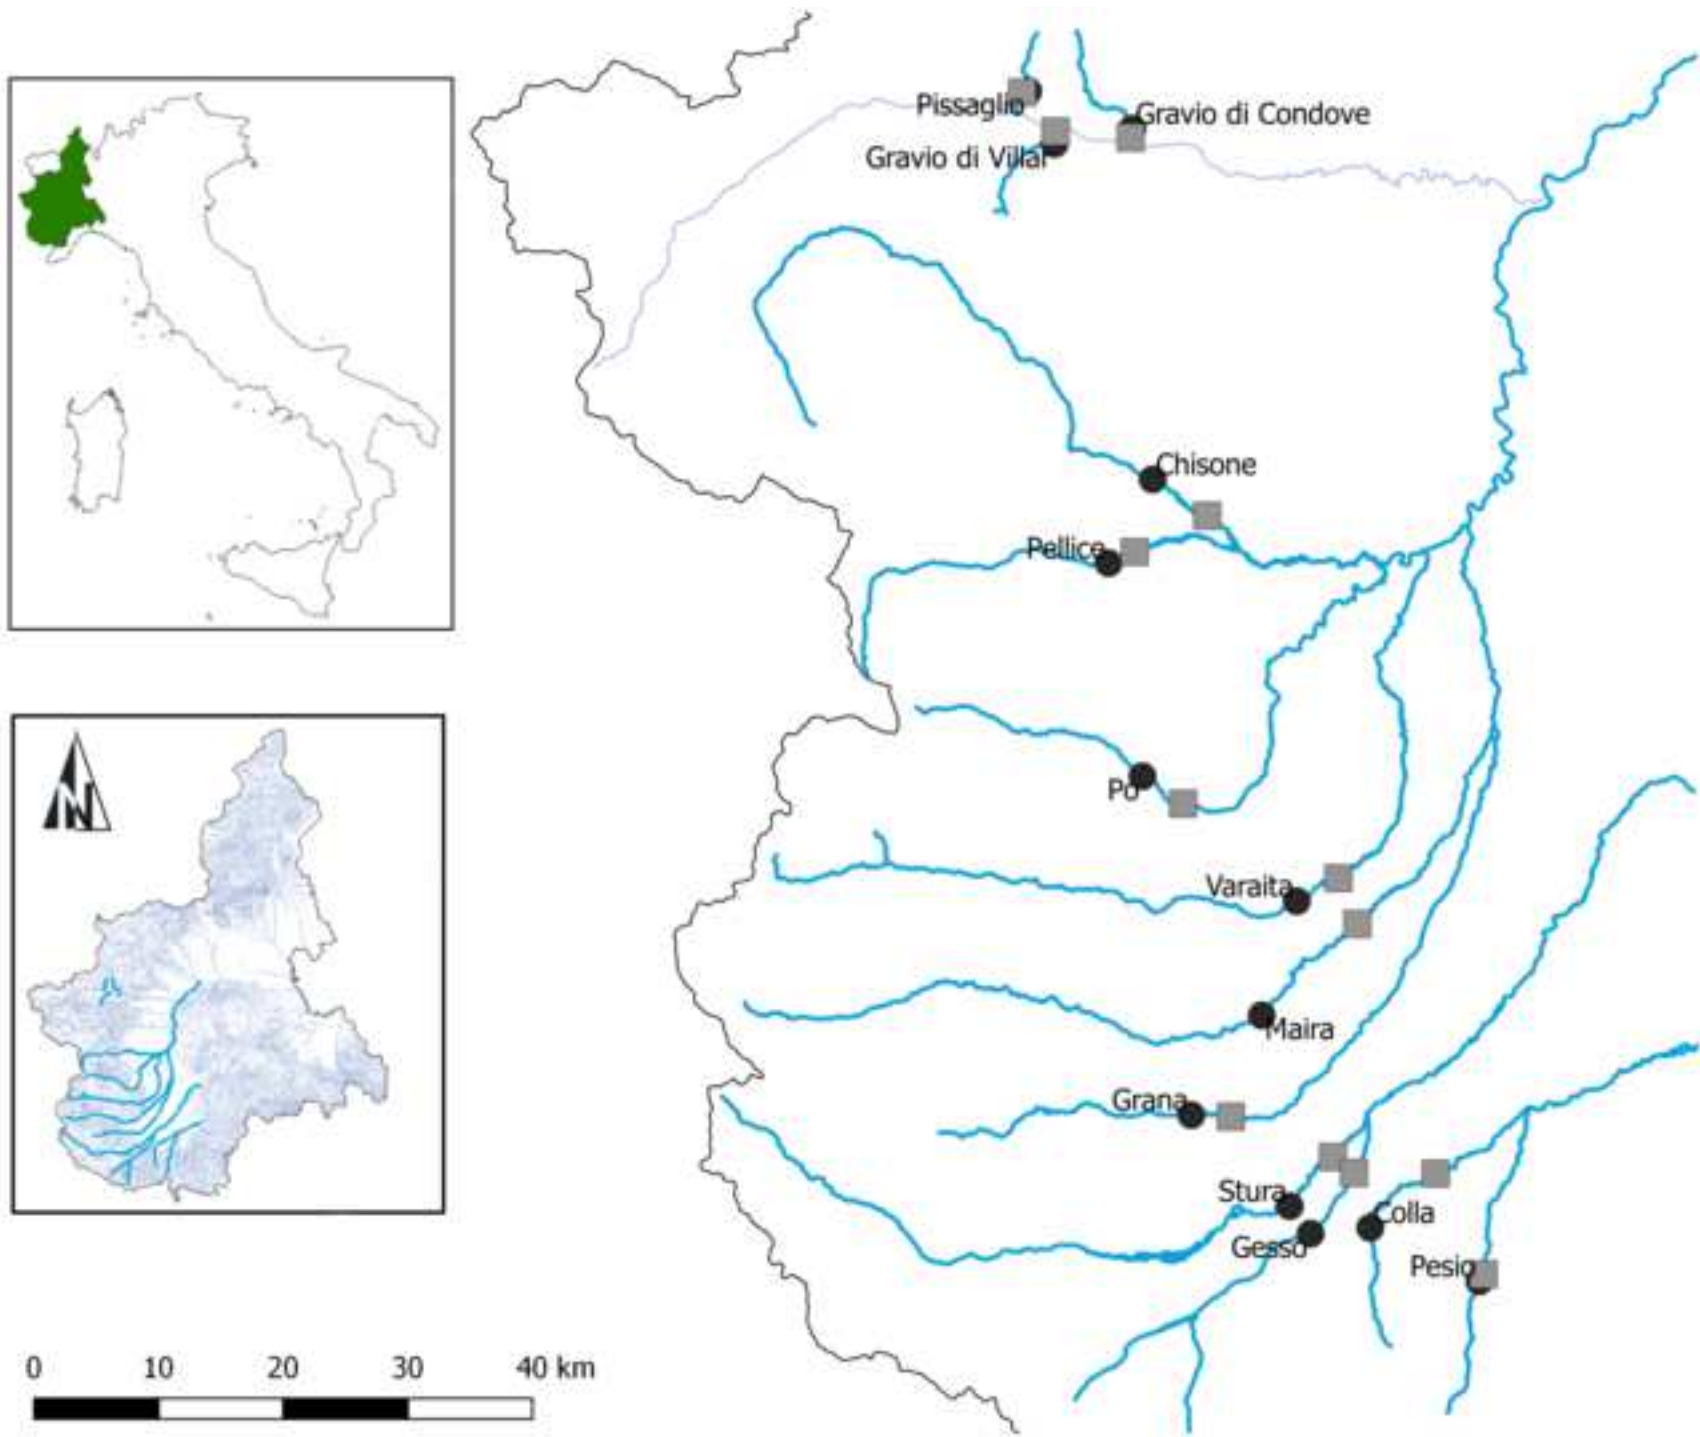 Pissaglio
Gravio di Condove
Gravio di Villar
Chisone
Pellice
Po
Varaita
Maira
Grana
Stura
Colla
Gesso
Pesio
N
0 10 20 30 40 km